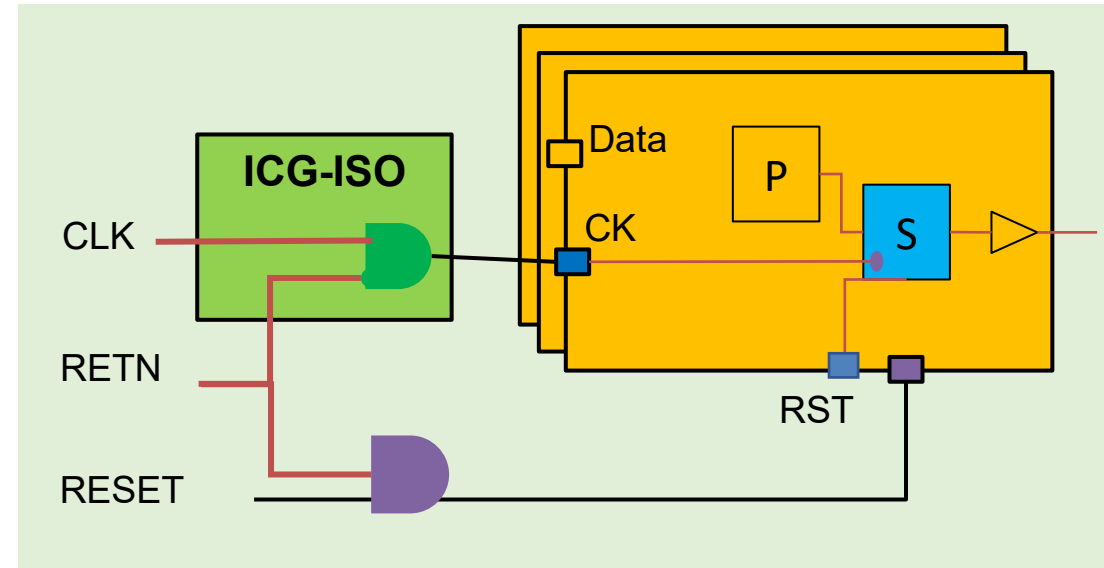 ICG-ISO
CLK
RETN
RESET
Data
P
CK
S
RST